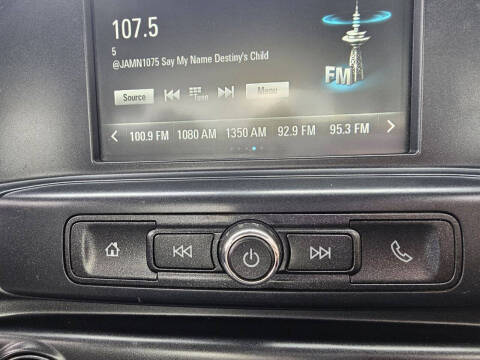 107.5
5
@JAMN1075 Say My Name Destiny's Child
FM
Source Tune Menu
100.9 FM 1080 AM 1350 AM 92.9 FM 95.3 FM